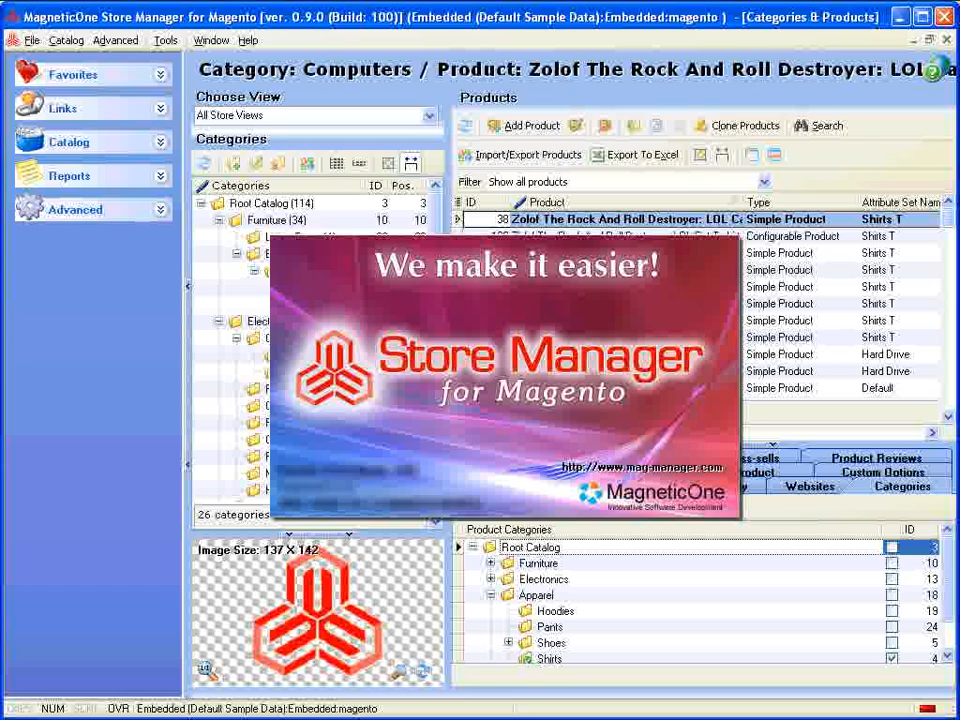 MagneticOne Store Manager for Magento [ver. 0.9.0 (Build: 100)] (Embedded (Default Sample Data):Embedded:magento ) - [Categories & Products]
File Catalog Advanced Tools Window Help
Favorites
Links
Catalog
Reports
Advanced
Category: Computers / Product: Zolof The Rock And Roll Destroyer: LOL
Choose View
All Store Views
Categories
Categories ID Pos.
Root Catalog (114) 3 3
Furniture (34) 10 10
Elect
26 categories
Products
Add Product Clone Products Search
Import/Export Products Export To Excel
Filter Show all products
ID Product Type Attribute Set Name
38 Zolof The Rock And Roll Destroyer: LOL Ca Simple Product Shirts T
Configurable Product Shirts T
Simple Product Shirts T
Simple Product Shirts T
Simple Product Shirts T
Simple Product Shirts T
Simple Product Shirts T
Simple Product Shirts T
Simple Product Hard Drive
Simple Product Hard Drive
Simple Product Default
We make it easier!
Store Manager
for Magento
http://www.mag-manager.com
MagneticOne
Innovative Software Development
ss-sells Product Reviews
oduct Custom Options
y Websites Categories
Product Categories ID
Root Catalog 3
Furniture 10
Electronics 13
Apparel 18
Hoodies 19
Pants 24
Shoes 5
Shirts 4
Image Size: 137 X 142
CAPS NUM SCRL OVR Embedded (Default Sample Data):Embedded:magento